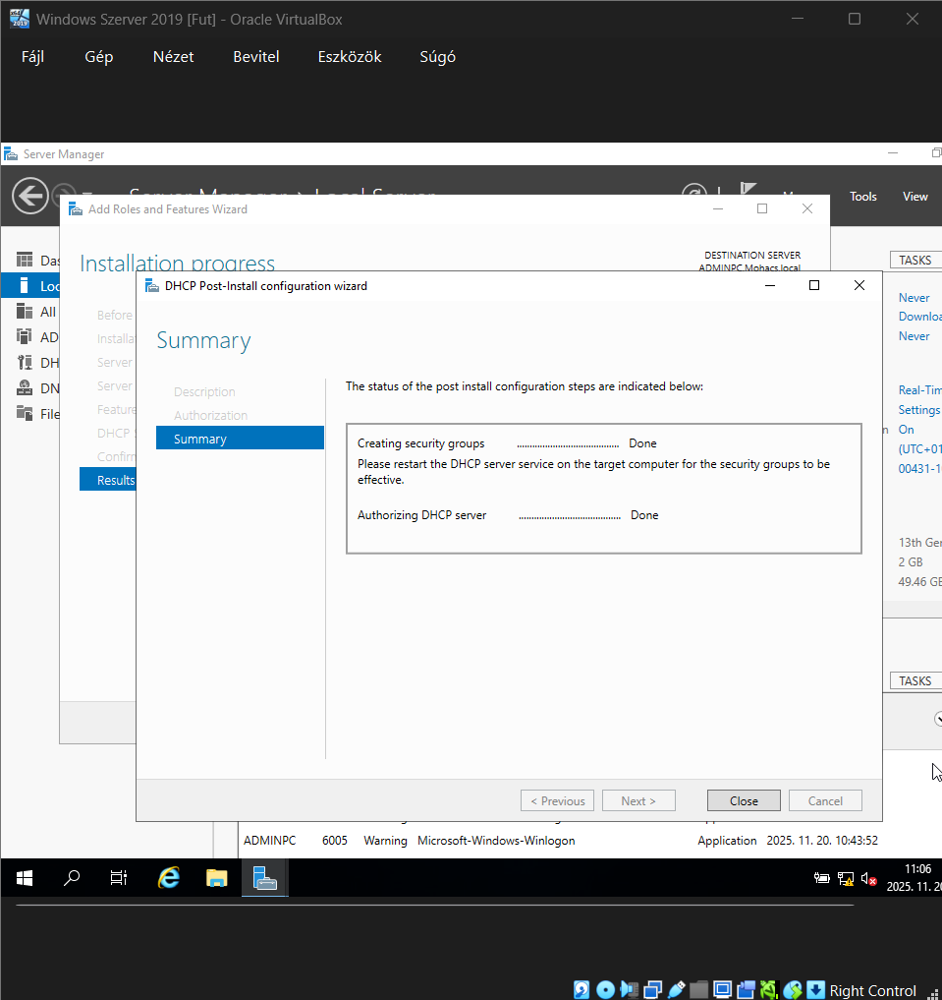 Windows Szerver 2019 [Fut] - Oracle VirtualBox
Fájl Gép Nézet Bevitel Eszközök Súgó
Server Manager
Server Manager Local Server
Tools View
Add Roles and Features Wizard
Installation progress
DESTINATION SERVER
ADMINPC.Mohacs.local
TASKS
DHCP Post-Install configuration wizard
Before
Installa
Server
Server
Feature
DHCP S
Confirm
Results
Loc
All
AD
DH
DN
File
Summary
Description
Authorization
Summary
The status of the post install configuration steps are indicated below:
Creating security groups ........................................ Done
Please restart the DHCP server service on the target computer for the security groups to be
effective.
Authorizing DHCP server ........................................ Done
Never
Downloa
Never
Real-Tim
Settings
On
(UTC+01
00431-1
13th Ger
2 GB
49.46 GB
TASKS
< Previous Next > Close Cancel
ADMINPC 6005 Warning Microsoft-Windows-Winlogon Application 2025. 11. 20. 10:43:52
11:06
2025. 11. 20
Right Control